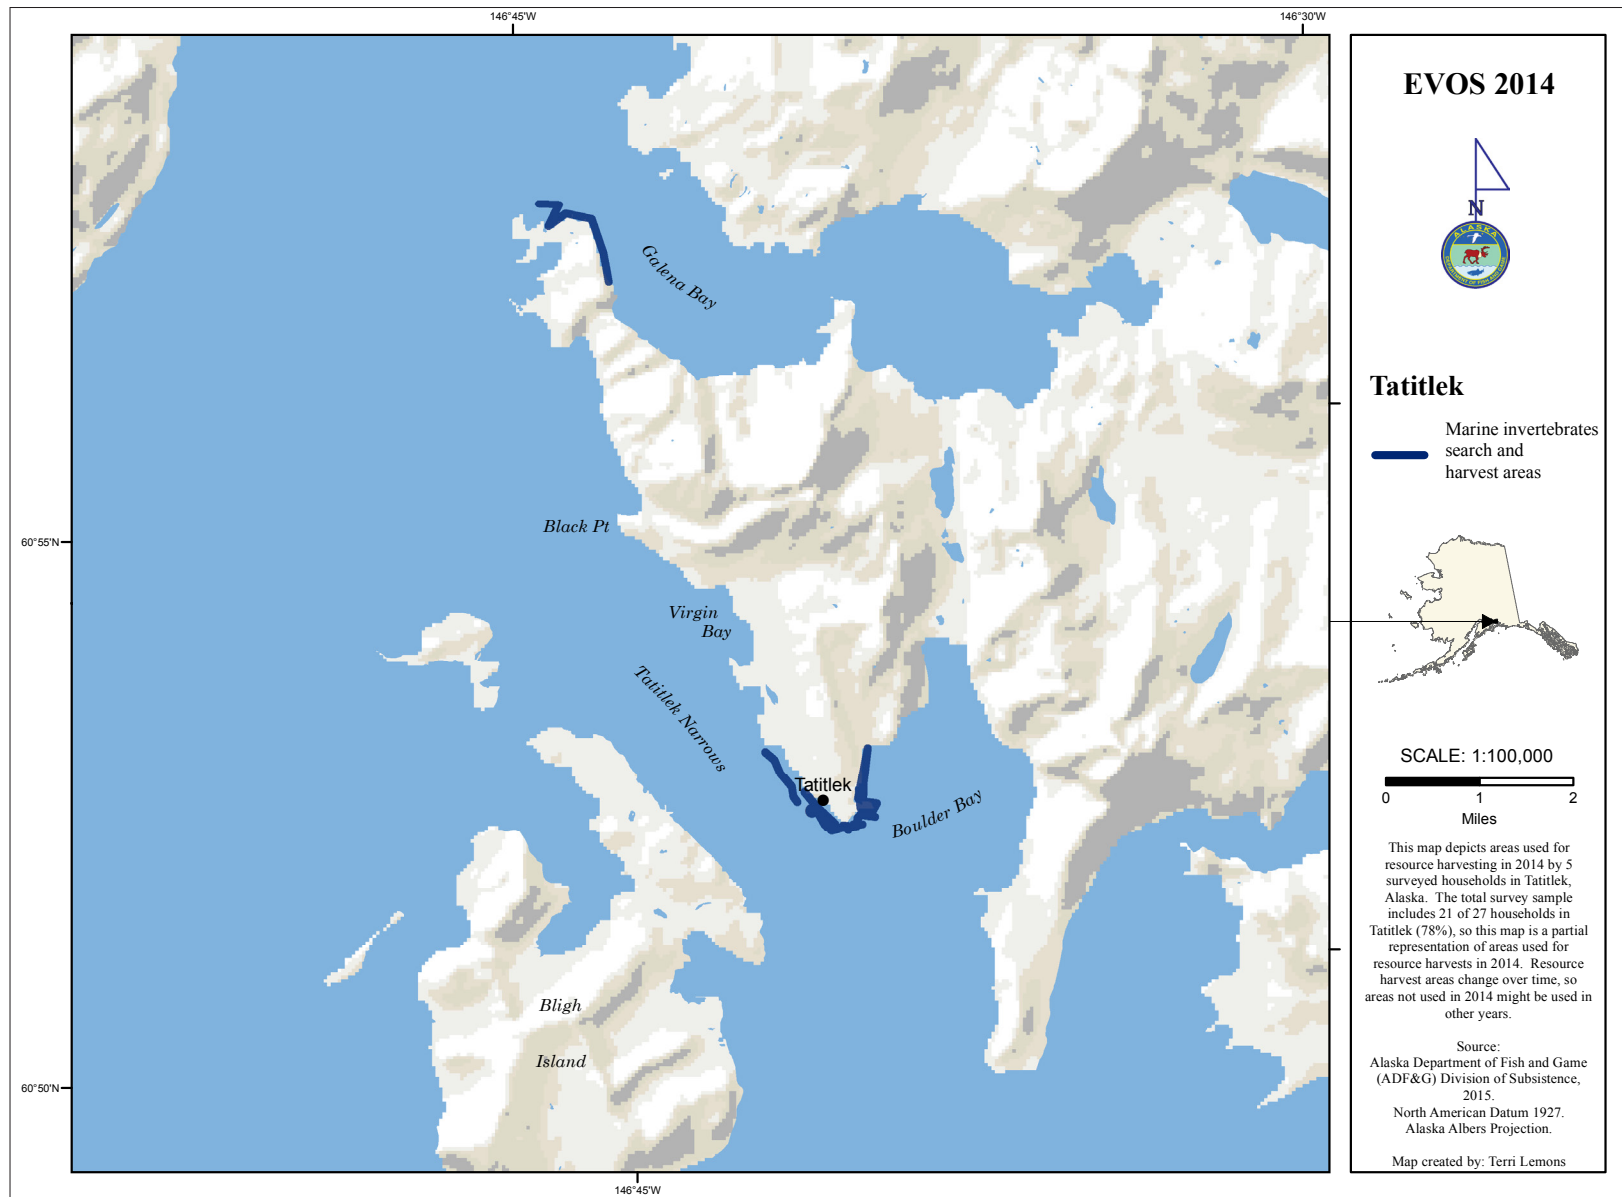 146°45'W
146°30'W
EVOS 2014
N
ALASKA
Galena Bay
Tatitlek
Marine invertebrates
search and
harvest areas
Black Pt
60°55'N
Virgin
Bay
Tatitlek Narrows
SCALE: 1:100,000
Tatitlek
0 1 2
Miles
Boulder Bay
This map depicts areas used for
resource harvesting in 2014 by 5
surveyed households in Tatitlek,
Alaska. The total survey sample
includes 21 of 27 households in
Tatitlek (78%), so this map is a partial
representation of areas used for
resource harvests in 2014. Resource
harvest areas change over time, so
areas not used in 2014 might be used in
other years.
Bligh
Island
Source:
Alaska Department of Fish and Game
(ADF&G) Division of Subsistence,
2015.
North American Datum 1927.
Alaska Albers Projection.
60°50'N
Map created by: Terri Lemons
146°45'W